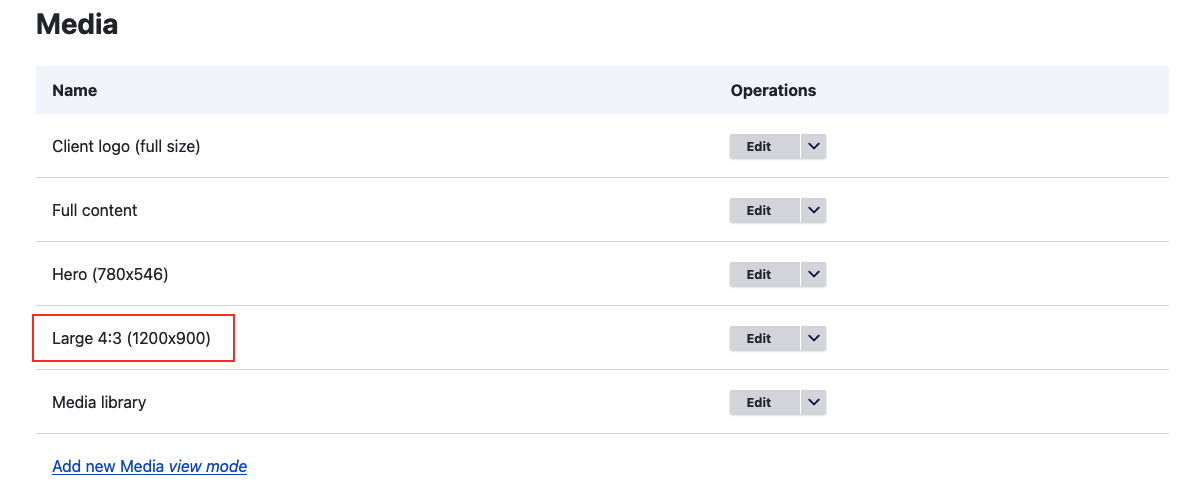 Media
Name Operations
Client logo (full size) Edit
Full content Edit
Hero (780x546) Edit
Large 4:3 (1200x900) Edit
Media library Edit
Add new Media view mode